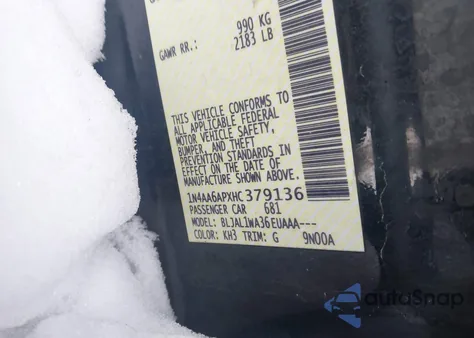 990 KG
GAWR RR.: 2183 LB
THIS VEHICLE CONFORMS TO
ALL APPLICABLE FEDERAL
MOTOR VEHICLE SAFETY,
BUMPER, AND THEFT
PREVENTION STANDARDS IN
EFFECT ON THE DATE OF
MANUFACTURE SHOWN ABOVE.
1N4AA6APXHC379136
PASSENGER CAR 681
MODEL: BLJAL1WA36EUAAA---
COLOR: KH3 TRIM: G 9N00A
autoSnap